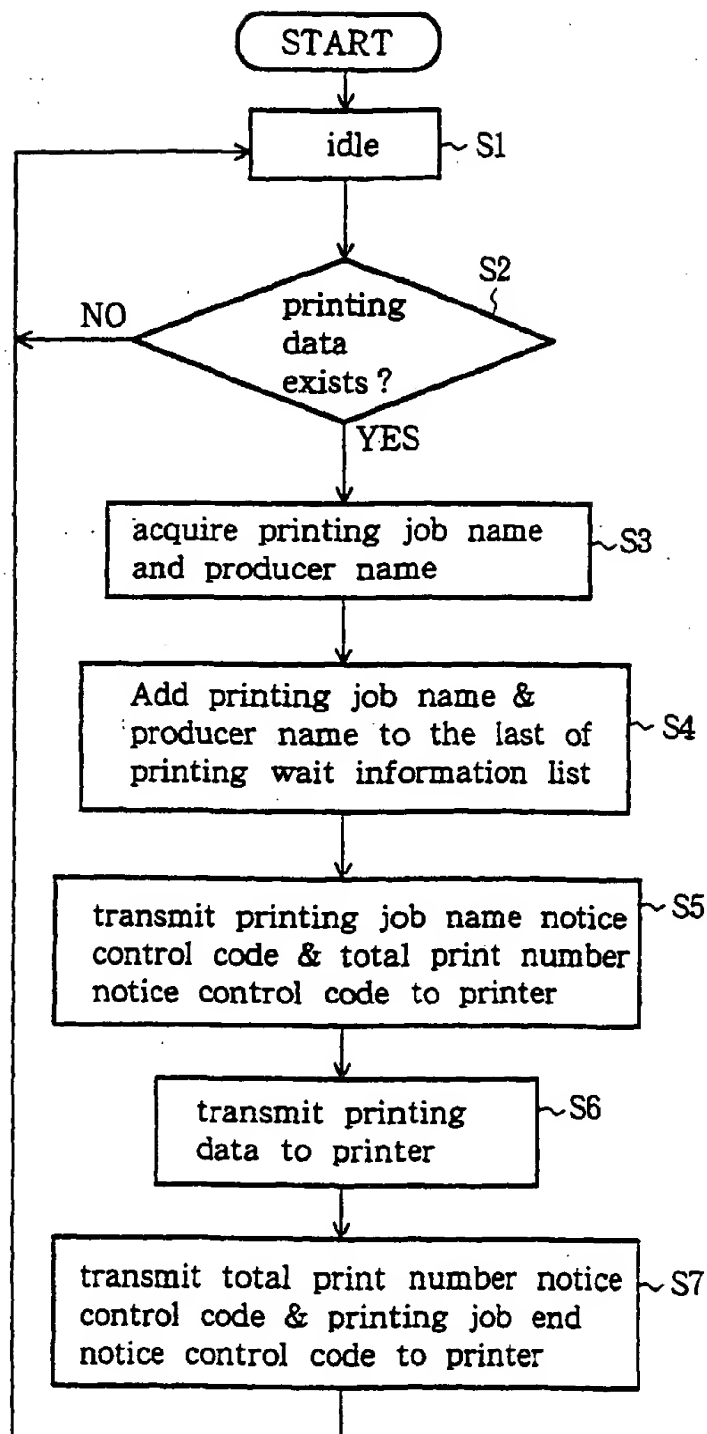 START
idle
S1
S2
printing
data
exists?
NO
YES
acquire printing job name
and producer name
S3
Add printing job name &
producer name to the last of
printing wait information list
S4
transmit printing job name notice
control code & total print number
notice control code to printer
S5
transmit printing
data to printer
S6
transmit total print number notice
control code & printing job end
notice control code to printer
S7